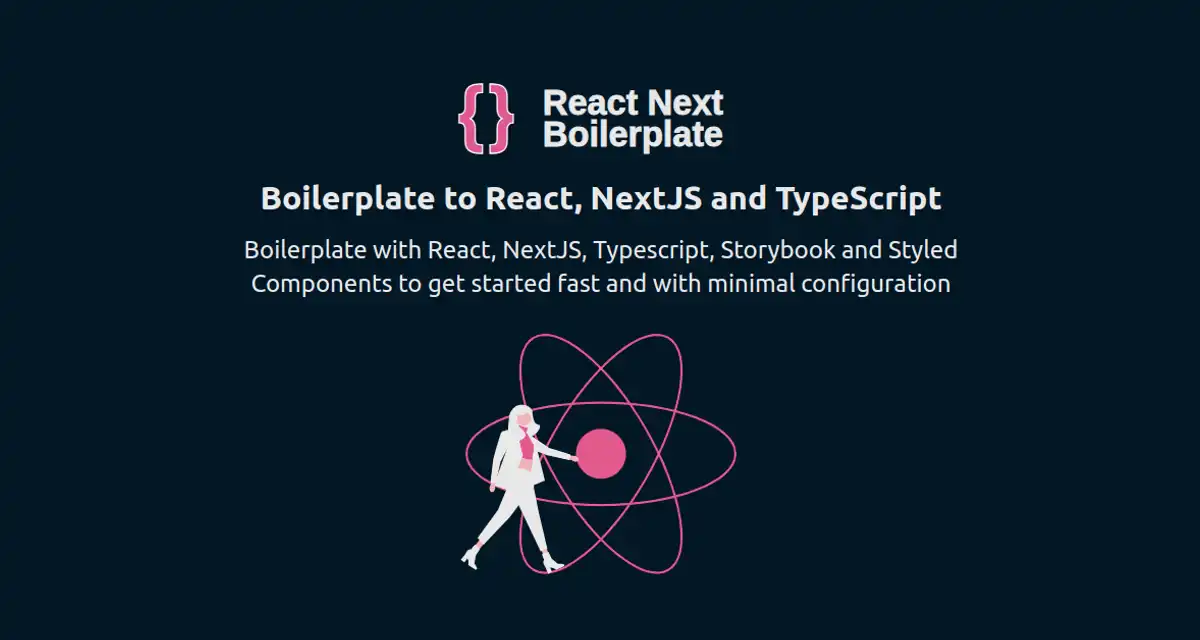 {} React Next
Boilerplate
Boilerplate to React, NextJS and TypeScript
Boilerplate with React, NextJS, Typescript, Storybook and Styled
Components to get started fast and with minimal configuration